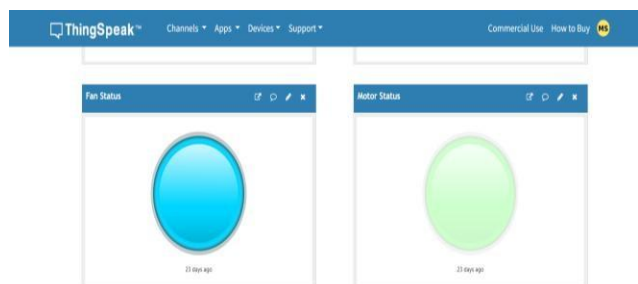 ThingSpeak™ Channels Apps Devices Support Commercial Use How to Buy MS
Fan Status
Motor Status
23 days ago
23 days ago